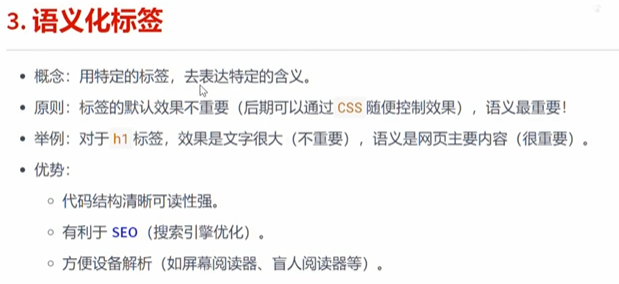 3. 语义化标签
概念：用特定的标签，去表达特定的含义。
原则：标签的默认效果不重要（后期可以通过 CSS 随便控制效果），语义最重要！
举例：对于 h1 标签，效果是文字很大（不重要），语义是网页主要内容（很重要）。
优势：
代码结构清晰可读性强。
有利于 SEO（搜索引擎优化）。
方便设备解析（如屏幕阅读器、盲人阅读器等）。